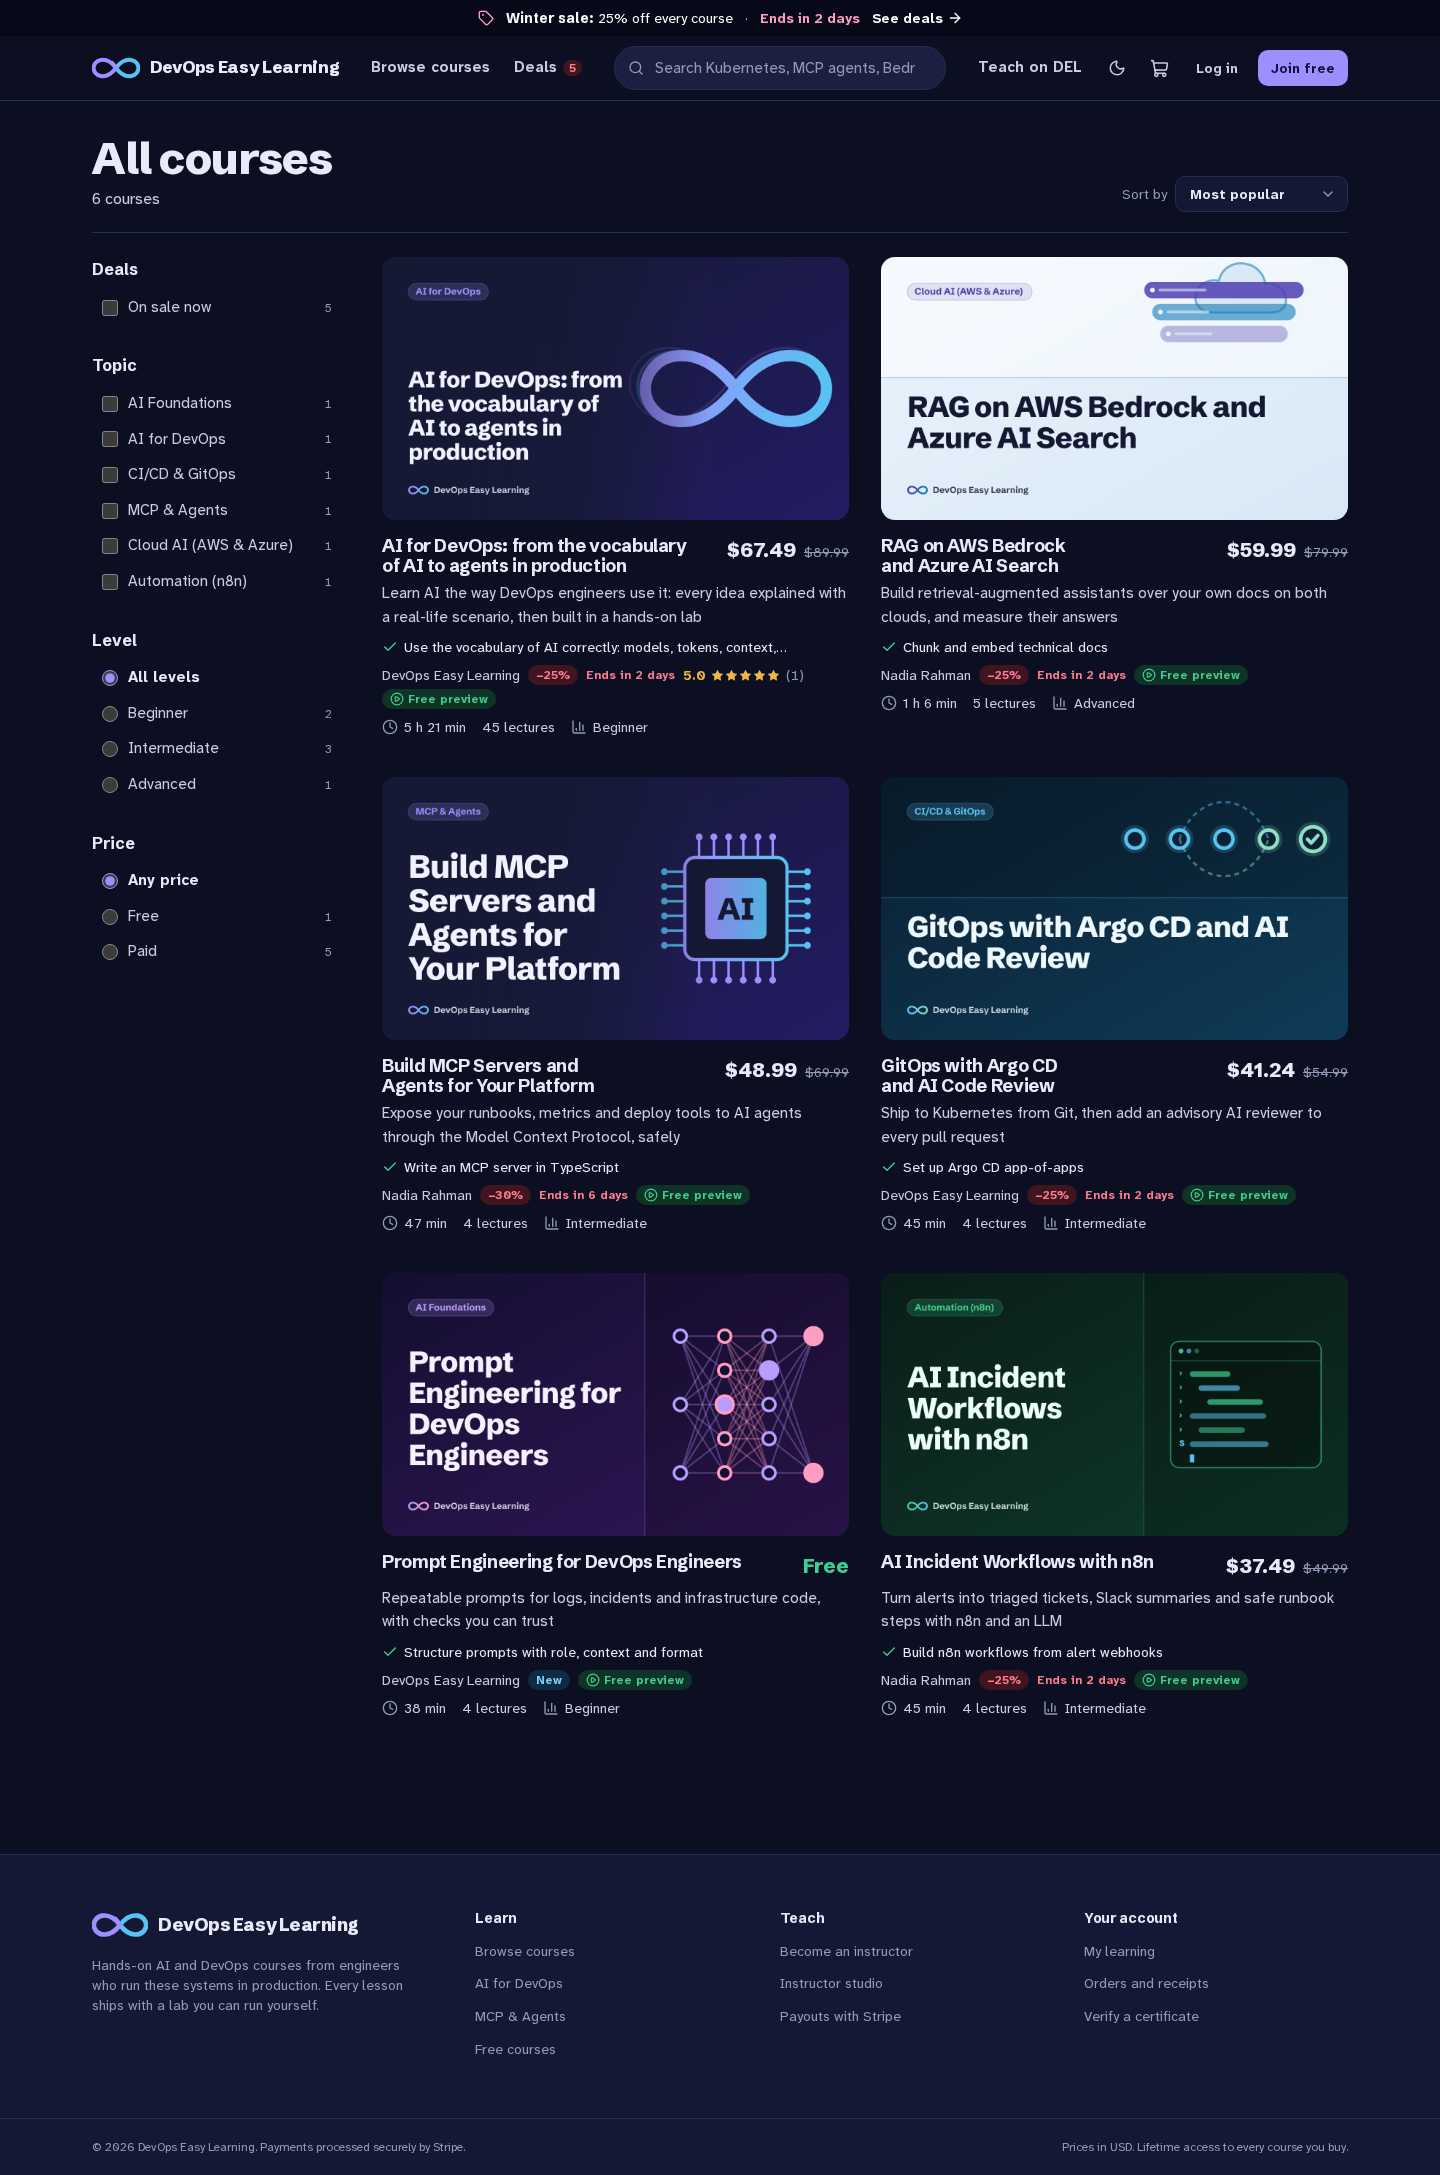 Winter sale: 25% off every course · Ends in 2 days See deals →
DevOps Easy Learning
Browse courses
Deals 5
Search Kubernetes, MCP agents, Bedr
Teach on DEL
Log in
Join free
All courses
6 courses
Sort by
Most popular
Deals
On sale now 5
Topic
AI Foundations 1
AI for DevOps 1
CI/CD & GitOps 1
MCP & Agents 1
Cloud AI (AWS & Azure) 1
Automation (n8n) 1
Level
All levels
Beginner 2
Intermediate 3
Advanced 1
Price
Any price
Free 1
Paid 5
AI for DevOps
AI for DevOps: from
the vocabulary of
AI to agents in
production
DevOps Easy Learning
AI for DevOps: from the vocabulary
of AI to agents in production
$67.49 $89.99
Learn AI the way DevOps engineers use it: every idea explained with
a real-life scenario, then built in a hands-on lab
Use the vocabulary of AI correctly: models, tokens, context,…
DevOps Easy Learning −25% Ends in 2 days 5.0 ★★★★★ (1)
Free preview
5 h 21 min 45 lectures Beginner
Cloud AI (AWS & Azure)
RAG on AWS Bedrock and
Azure AI Search
DevOps Easy Learning
RAG on AWS Bedrock
and Azure AI Search
$59.99 $79.99
Build retrieval-augmented assistants over your own docs on both
clouds, and measure their answers
Chunk and embed technical docs
Nadia Rahman −25% Ends in 2 days Free preview
1 h 6 min 5 lectures Advanced
MCP & Agents
Build MCP
Servers and
Agents for
Your Platform
AI
DevOps Easy Learning
Build MCP Servers and
Agents for Your Platform
$48.99 $69.99
Expose your runbooks, metrics and deploy tools to AI agents
through the Model Context Protocol, safely
Write an MCP server in TypeScript
Nadia Rahman −30% Ends in 6 days Free preview
47 min 4 lectures Intermediate
CI/CD & GitOps
GitOps with Argo CD and AI
Code Review
DevOps Easy Learning
GitOps with Argo CD
and AI Code Review
$41.24 $54.99
Ship to Kubernetes from Git, then add an advisory AI reviewer to
every pull request
Set up Argo CD app-of-apps
DevOps Easy Learning −25% Ends in 2 days Free preview
45 min 4 lectures Intermediate
AI Foundations
Prompt
Engineering for
DevOps
Engineers
DevOps Easy Learning
Prompt Engineering for DevOps Engineers
Free
Repeatable prompts for logs, incidents and infrastructure code,
with checks you can trust
Structure prompts with role, context and format
DevOps Easy Learning New Free preview
38 min 4 lectures Beginner
Automation (n8n)
AI Incident
Workflows
with n8n
›
›
›
›
›
$
DevOps Easy Learning
AI Incident Workflows with n8n
$37.49 $49.99
Turn alerts into triaged tickets, Slack summaries and safe runbook
steps with n8n and an LLM
Build n8n workflows from alert webhooks
Nadia Rahman −25% Ends in 2 days Free preview
45 min 4 lectures Intermediate
DevOps Easy Learning
Hands-on AI and DevOps courses from engineers
who run these systems in production. Every lesson
ships with a lab you can run yourself.
Learn
Browse courses
AI for DevOps
MCP & Agents
Free courses
Teach
Become an instructor
Instructor studio
Payouts with Stripe
Your account
My learning
Orders and receipts
Verify a certificate
© 2026 DevOps Easy Learning. Payments processed securely by Stripe.
Prices in USD. Lifetime access to every course you buy.